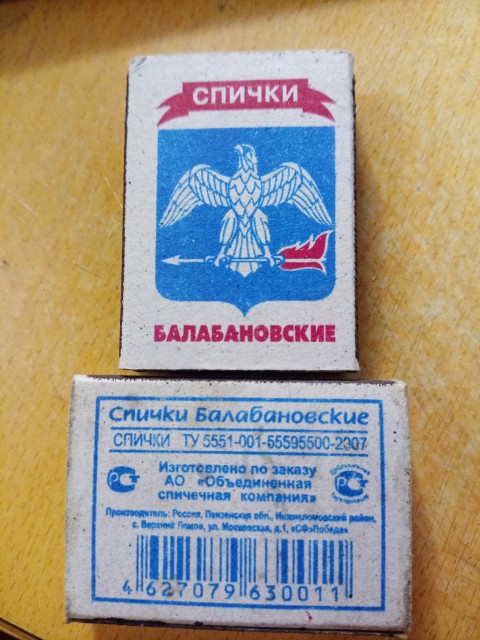 СПИЧКИ
БАЛАБАНОВСКИЕ
Спички Балабановские
СПИЧКИ ТУ 5551-001-55595500-2007
Изготовлено по заказу
АО «Объединенная
спичечная компания»
Производитель: Россия, Пензенская обл., Нижнеломовский район,
с. Верхний Ломов, ул. Московская, д.1, «СФ«Победа»
4 627079 630011